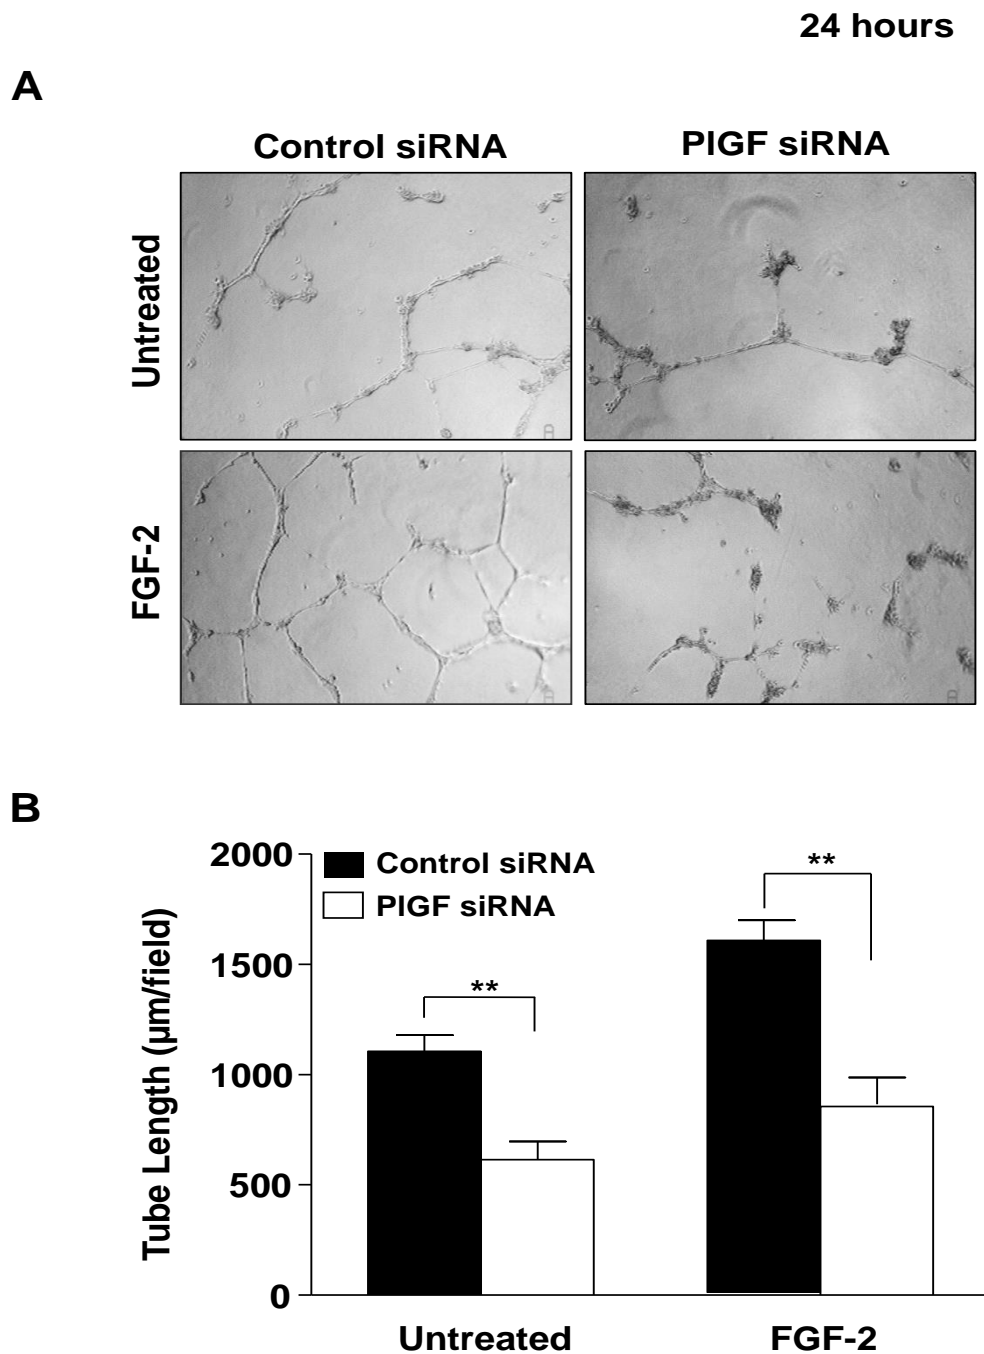 24 hours
A
Control siRNA
PlGF siRNA
Untreated
FGF-2
B
Tube Length (µm/field)
2000
1500
1000
500
0
Control siRNA
PlGF siRNA
**
**
Untreated
FGF-2